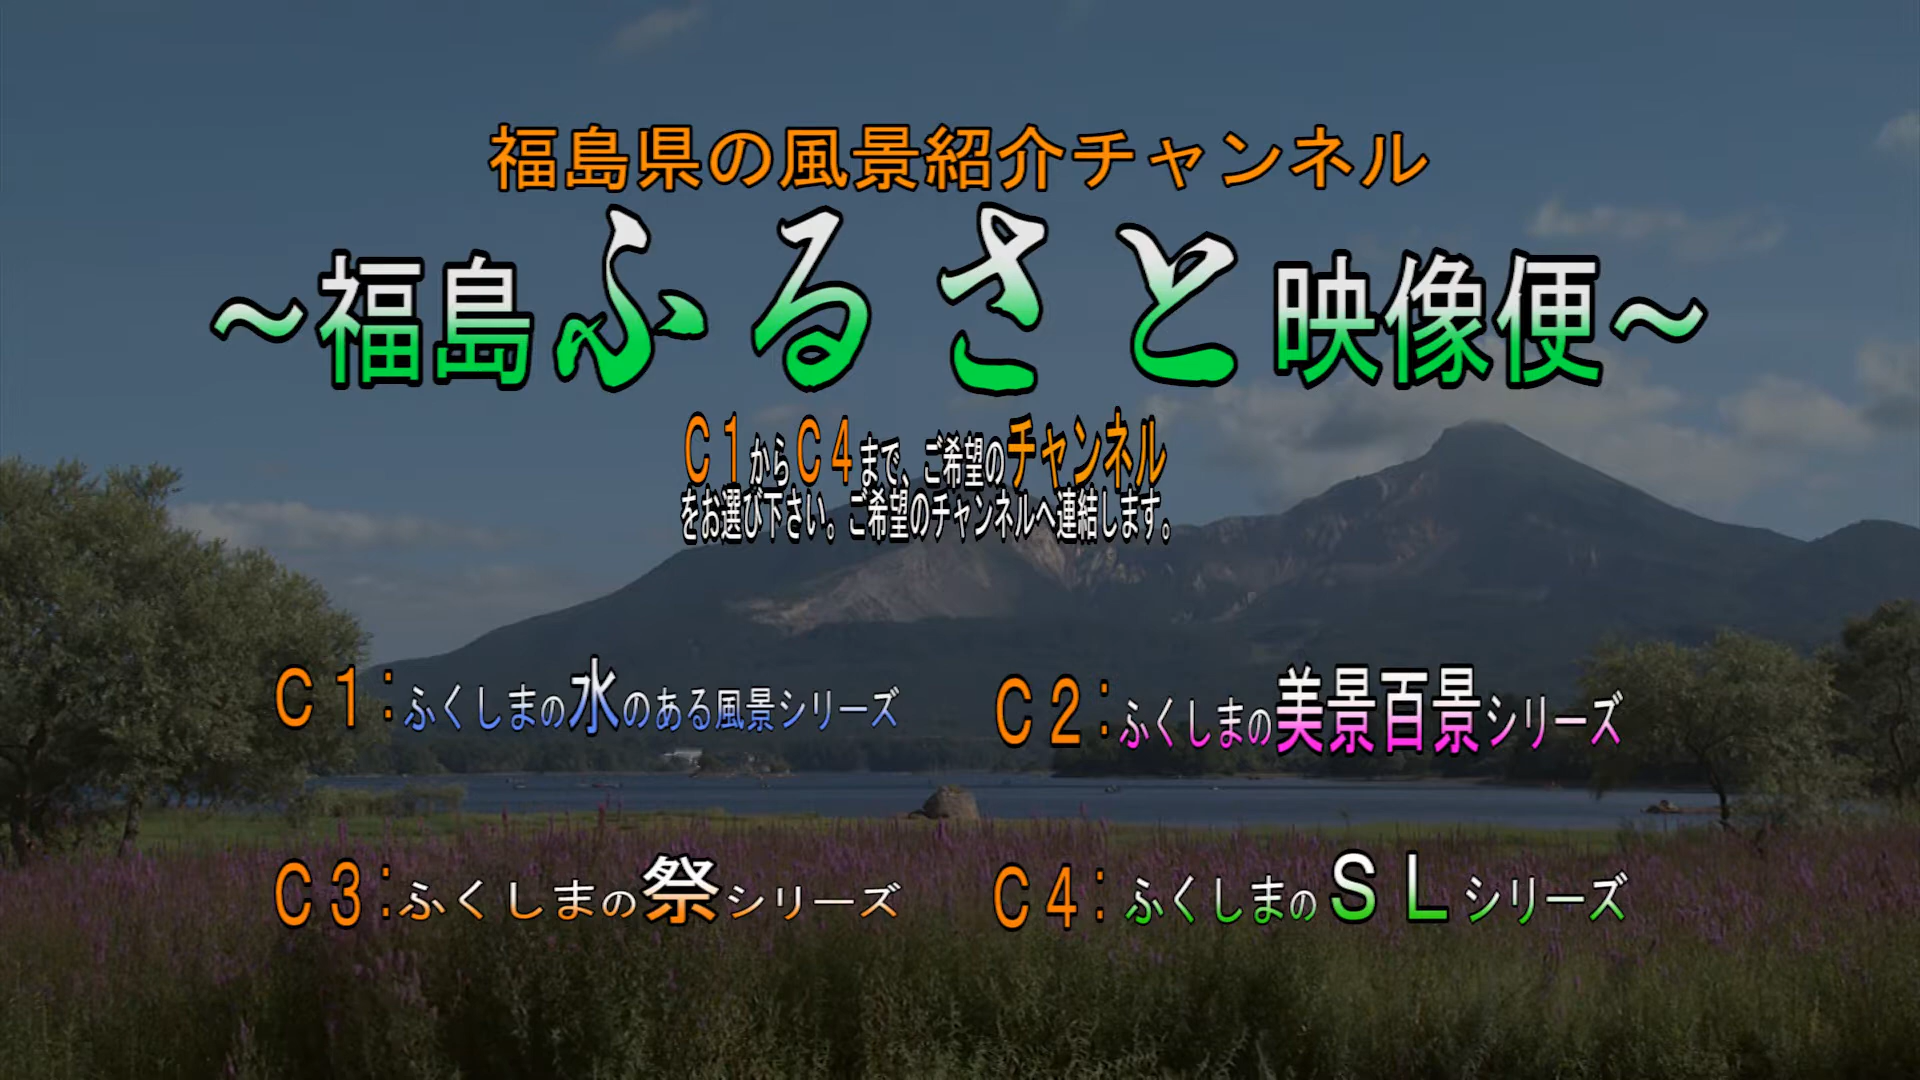 福島県の風景紹介チャンネル
～福島ふるさと映像便～
Ｃ１からＣ４まで、ご希望のチャンネル
をお選び下さい。ご希望のチャンネルへ連結します。
Ｃ１：ふくしまの水のある風景シリーズ
Ｃ２：ふくしまの美景百景シリーズ
Ｃ３：ふくしまの祭シリーズ
Ｃ４：ふくしまのＳＬシリーズ